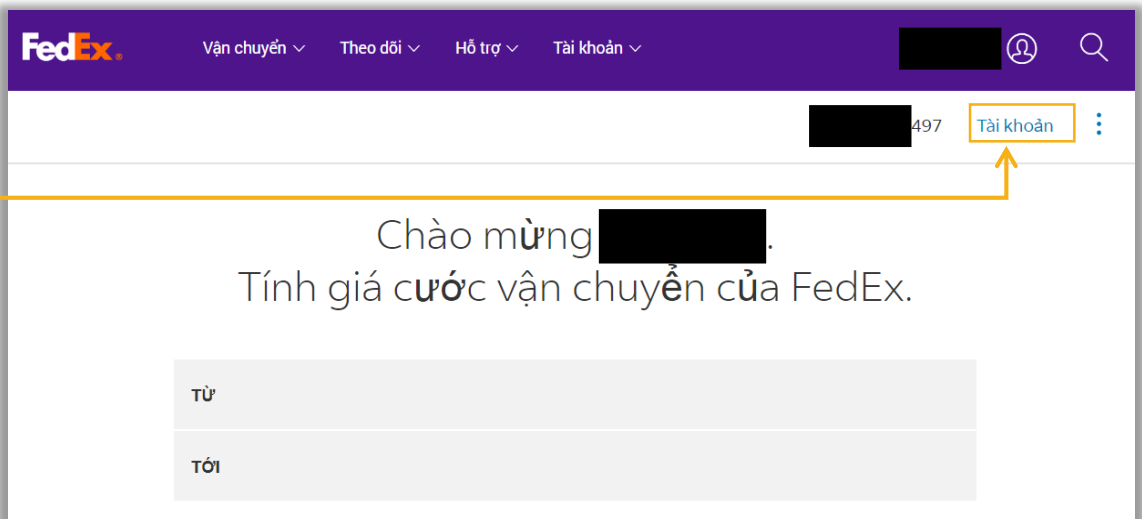 FedEx®
Vận chuyển Theo dõi Hỗ trợ Tài khoản
497 Tài khoản
Chào mừng .
Tính giá cước vận chuyển của FedEx.
TỪ
TỚI